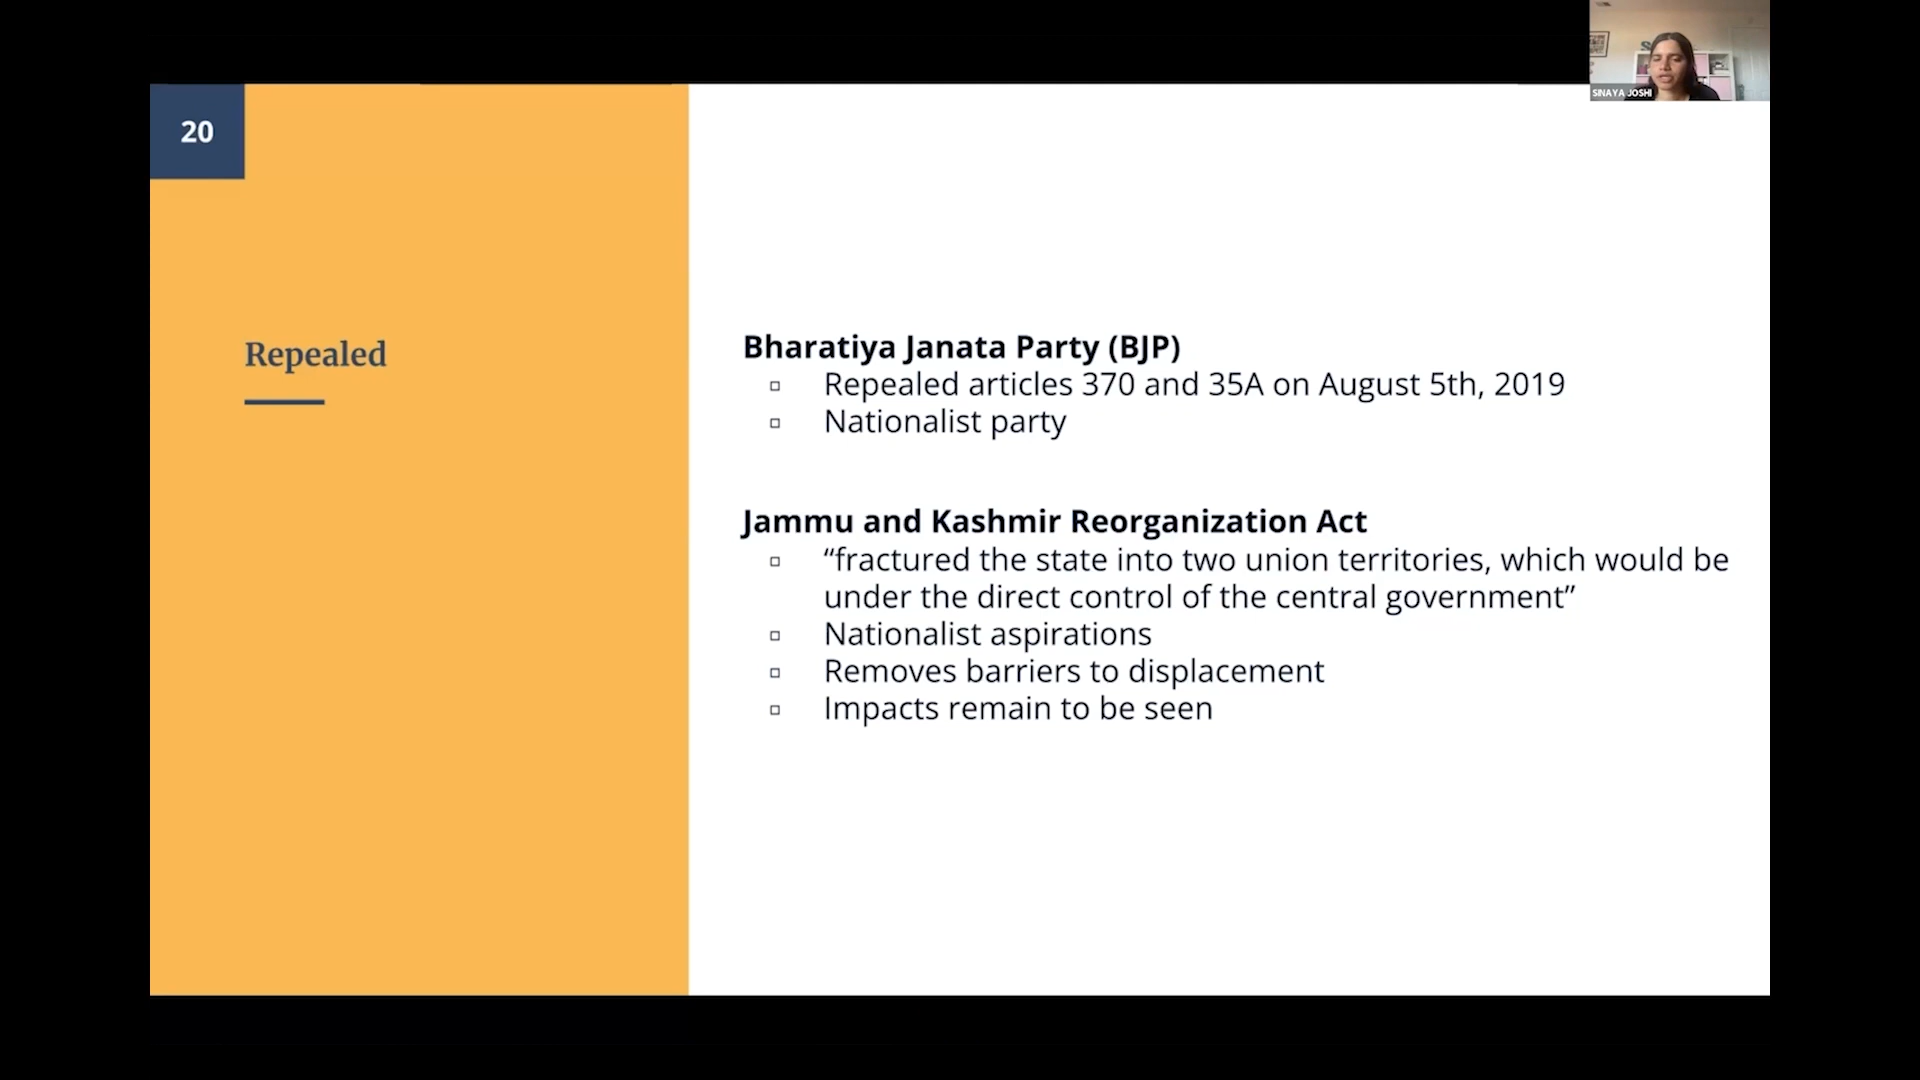 SINAYA JOSHI
20
Repealed
Bharatiya Janata Party (BJP)
▫ Repealed articles 370 and 35A on August 5th, 2019
▫ Nationalist party
Jammu and Kashmir Reorganization Act
▫ “fractured the state into two union territories, which would be
under the direct control of the central government”
▫ Nationalist aspirations
▫ Removes barriers to displacement
▫ Impacts remain to be seen